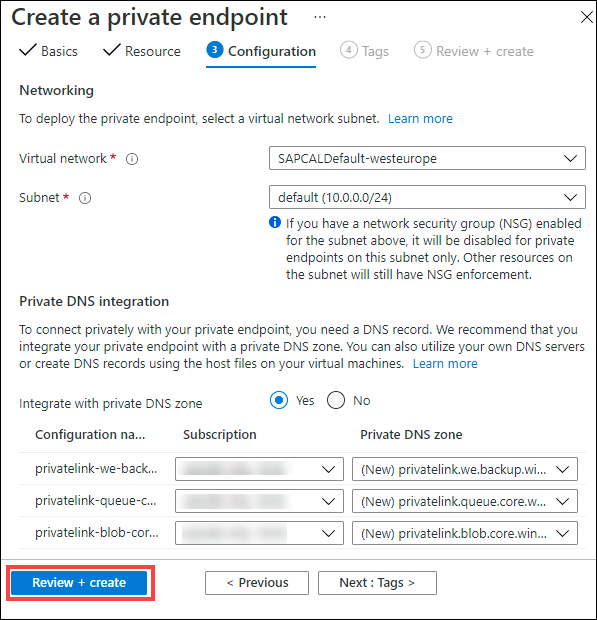 Create a private endpoint ...
Basics Resource 3 Configuration 4 Tags 5 Review + create
Networking
To deploy the private endpoint, select a virtual network subnet. Learn more
Virtual network * SAPCALDefault-westeurope
Subnet * default (10.0.0.0/24)
If you have a network security group (NSG) enabled
for the subnet above, it will be disabled for private
endpoints on this subnet only. Other resources on
the subnet will still have NSG enforcement.
Private DNS integration
To connect privately with your private endpoint, you need a DNS record. We recommend that you
integrate your private endpoint with a private DNS zone. You can also utilize your own DNS servers
or create DNS records using the host files on your virtual machines. Learn more
Integrate with private DNS zone Yes No
Configuration na... Subscription Private DNS zone
privatelink-we-back... (New) privatelink.we.backup.wi...
privatelink-queue-c... (New) privatelink.queue.core.w...
privatelink-blob-cor... (New) privatelink.blob.core.win...
Review + create < Previous Next : Tags >